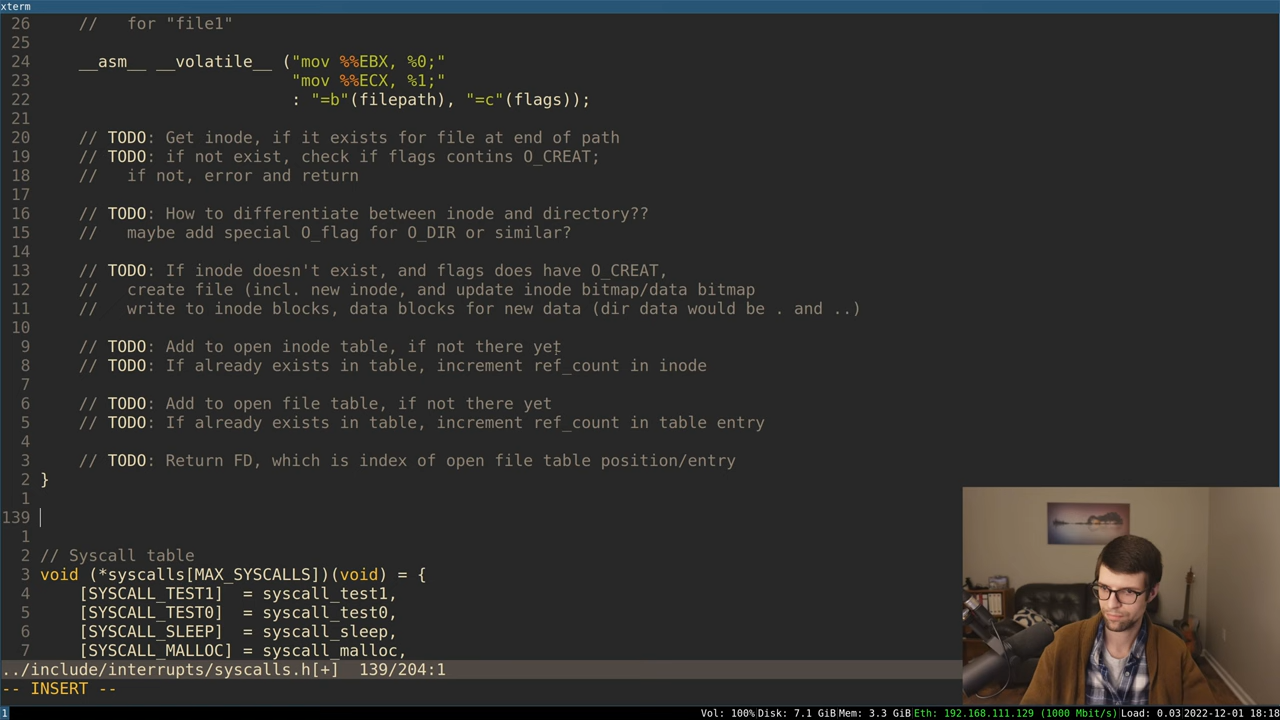 xterm
26 //   for "file1"
25
24 __asm__ __volatile__ ("mov %%EBX, %0;"
23 "mov %%ECX, %1;"
22 : "=b"(filepath), "=c"(flags));
21
20 // TODO: Get inode, if it exists for file at end of path
19 // TODO: if not exist, check if flags contins O_CREAT;
18 //   if not, error and return
17
16 // TODO: How to differentiate between inode and directory??
15 //   maybe add special O_flag for O_DIR or similar?
14
13 // TODO: If inode doesn't exist, and flags does have O_CREAT,
12 //   create file (incl. new inode, and update inode bitmap/data bitmap
11 //   write to inode blocks, data blocks for new data (dir data would be . and ..)
10
9 // TODO: Add to open inode table, if not there yet
8 // TODO: If already exists in table, increment ref_count in inode
7
6 // TODO: Add to open file table, if not there yet
5 // TODO: If already exists in table, increment ref_count in table entry
4
3 // TODO: Return FD, which is index of open file table position/entry
2 }
1
139
1
2 // Syscall table
3 void (*syscalls[MAX_SYSCALLS])(void) = {
4 [SYSCALL_TEST1]  = syscall_test1,
5 [SYSCALL_TEST0]  = syscall_test0,
6 [SYSCALL_SLEEP]  = syscall_sleep,
7 [SYSCALL_MALLOC] = syscall_malloc,
../include/interrupts/syscalls.h[+]  139/204:1
-- INSERT --
1 Vol: 100% Disk: 7.1 GiB Mem: 3.3 GiB Eth: 192.168.111.129 (1000 Mbit/s) Load: 0.03 2022-12-01 18:18